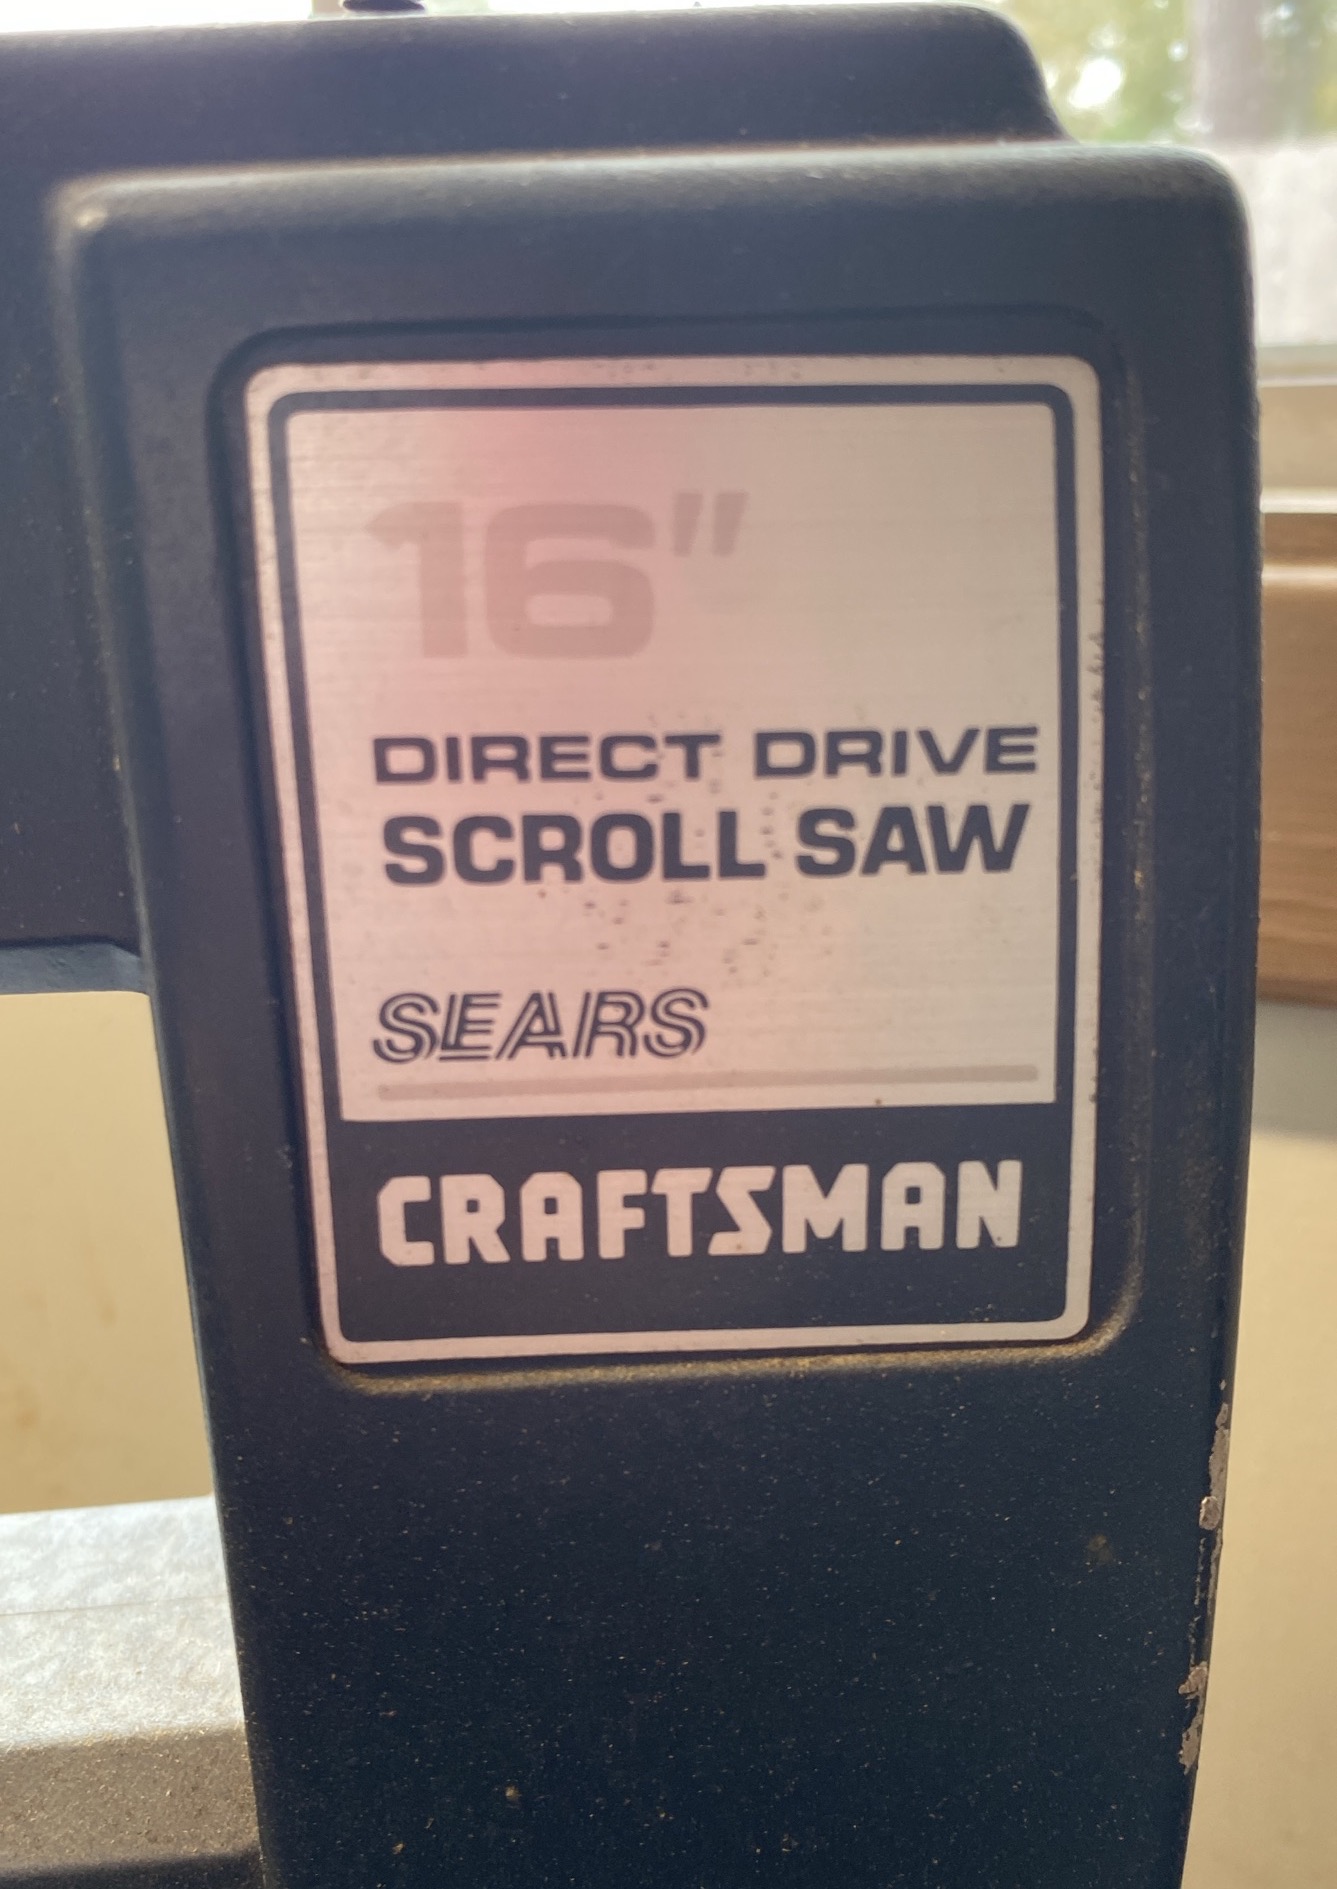 16"
DIRECT DRIVE
SCROLL SAW
SEARS
CRAFTSMAN